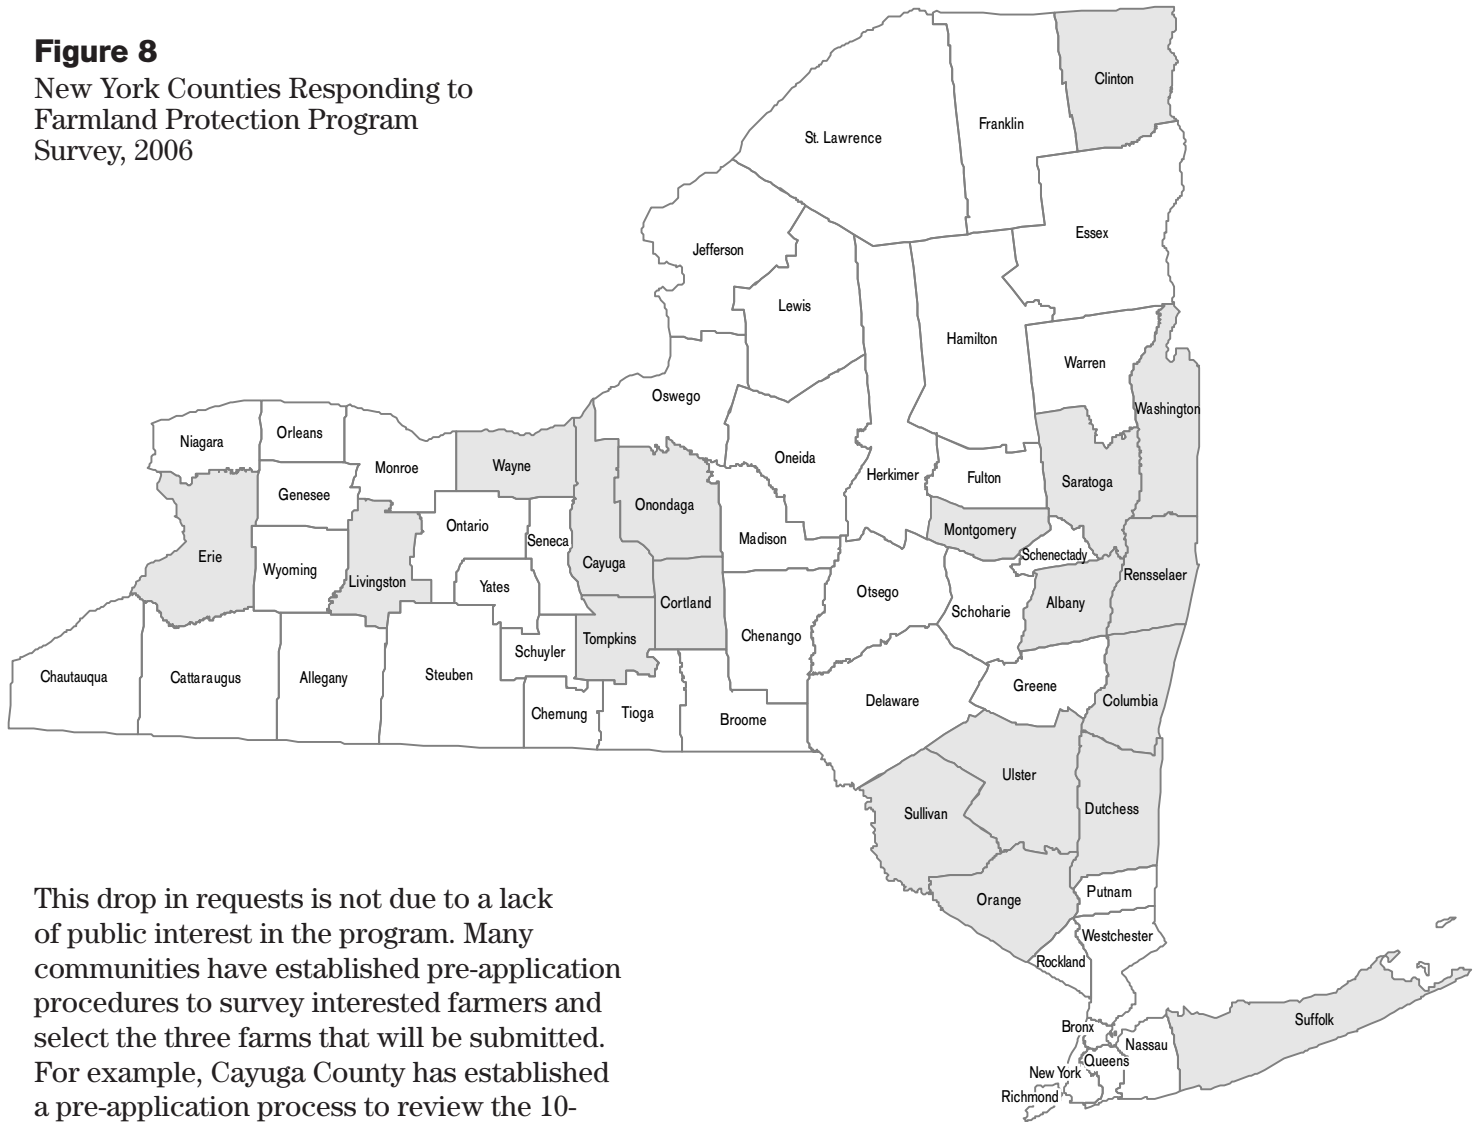 Figure 8
New York Counties Responding to
Farmland Protection Program
Survey, 2006
Clinton
Franklin
St. Lawrence
Essex
Jefferson
Lewis
Hamilton
Warren
Oswego
Washington
Niagara
Orleans
Monroe
Wayne
Oneida
Herkimer
Fulton
Saratoga
Genesee
Onondaga
Ontario
Seneca
Madison
Montgomery
Schenectady
Erie
Wyoming
Livingston
Cayuga
Yates
Cortland
Otsego
Schoharie
Albany
Rensselaer
Chenango
Tompkins
Schuyler
Chautauqua
Cattaraugus
Allegany
Steuben
Greene
Columbia
Delaware
Chemung
Tioga
Broome
Ulster
Sullivan
Dutchess
Orange
Putnam
Westchester
Rockland
Suffolk
Bronx
Nassau
Queens
New York
Richmond
This drop in requests is not due to a lack
of public interest in the program. Many
communities have established pre-application
procedures to survey interested farmers and
select the three farms that will be submitted.
For example, Cayuga County has established
a pre-application process to review the 10-